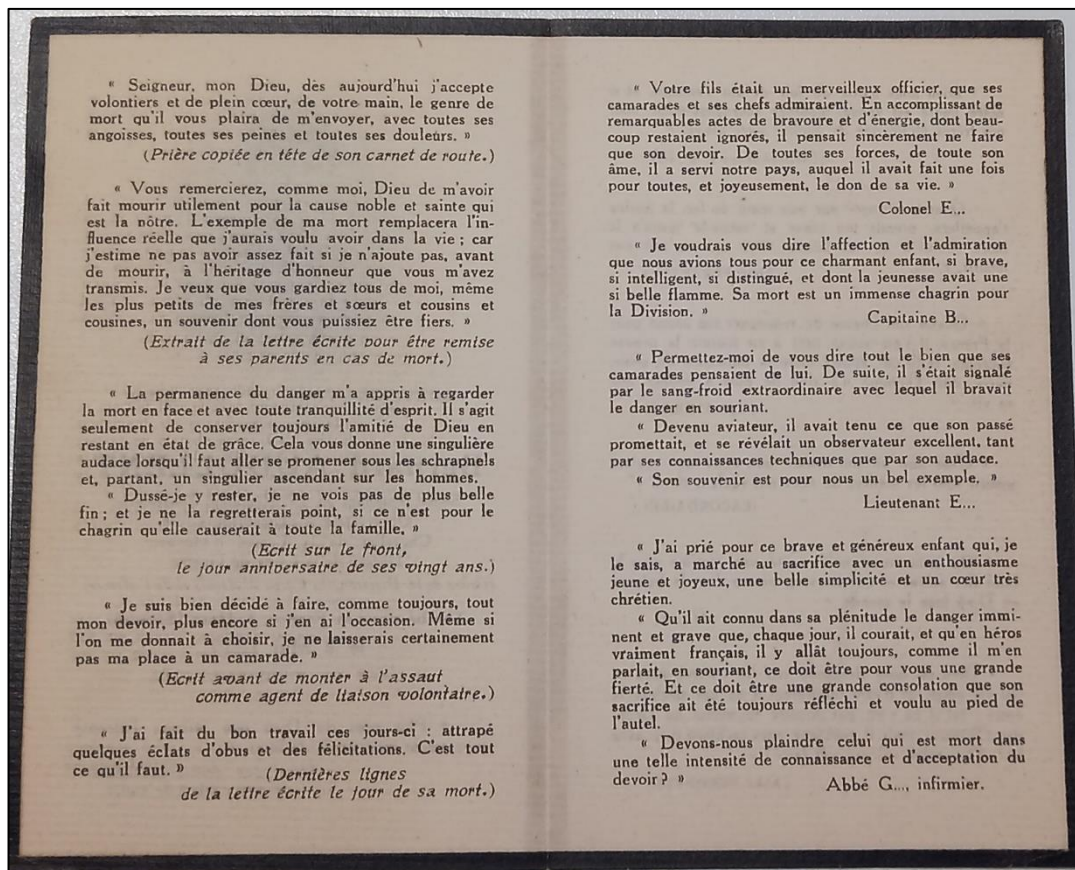 « Seigneur, mon Dieu, dès aujourd'hui j'accepte
volontiers et de plein cœur, de votre main, le genre de
mort qu'il vous plaira de m'envoyer, avec toutes ses
angoisses, toutes ses peines et toutes ses douleurs. »
(Prière copiée en tête de son carnet de route.)
« Vous remercierez, comme moi, Dieu de m'avoir
fait mourir utilement pour la cause noble et sainte qui
est la nôtre. L'exemple de ma mort remplacera l'in-
fluence réelle que j'aurais voulu avoir dans la vie ; car
j'estime ne pas avoir assez fait si je n'ajoute pas, avant
de mourir, à l'héritage d'honneur que vous m'avez
transmis. Je veux que vous gardiez tous de moi, même
les plus petits de mes frères et sœurs et cousins et
cousines, un souvenir dont vous puissiez être fiers. »
(Extrait de la lettre écrite pour être remise
à ses parents en cas de mort.)
« La permanence du danger m'a appris à regarder
la mort en face et avec toute tranquillité d'esprit. Il s'agit
seulement de conserver toujours l'amitié de Dieu en
restant en état de grâce. Cela vous donne une singulière
audace lorsqu'il faut aller se promener sous les schrapnels
et, partant, un singulier ascendant sur les hommes.
« Dussé-je y rester, je ne vois pas de plus belle
fin ; et je ne la regretterais point, si ce n'est pour le
chagrin qu'elle causerait à toute la famille. »
(Ecrit sur le front,
le jour anniversaire de ses vingt ans.)
« Je suis bien décidé à faire, comme toujours, tout
mon devoir, plus encore si j'en ai l'occasion. Même si
l'on me donnait à choisir, je ne laisserais certainement
pas ma place à un camarade. »
(Ecrit avant de monter à l'assaut
comme agent de liaison volontaire.)
« J'ai fait du bon travail ces jours-ci : attrapé
quelques éclats d'obus et des félicitations. C'est tout
ce qu'il faut. »
(Dernières lignes
de la lettre écrite le jour de sa mort.)
« Votre fils était un merveilleux officier, que ses
camarades et ses chefs admiraient. En accomplissant de
remarquables actes de bravoure et d'énergie, dont beau-
coup restaient ignorés, il pensait sincèrement ne faire
que son devoir. De toutes ses forces, de toute son
âme, il a servi notre pays, auquel il avait fait une fois
pour toutes, et joyeusement, le don de sa vie. »
Colonel E...
« Je voudrais vous dire l'affection et l'admiration
que nous avions tous pour ce charmant enfant, si brave,
si intelligent, si distingué, et dont la jeunesse avait une
si belle flamme. Sa mort est un immense chagrin pour
la Division. »
Capitaine B...
« Permettez-moi de vous dire tout le bien que ses
camarades pensaient de lui. De suite, il s'était signalé
par le sang-froid extraordinaire avec lequel il bravait
le danger en souriant.
« Devenu aviateur, il avait tenu ce que son passé
promettait, et se révélait un observateur excellent, tant
par ses connaissances techniques que par son audace.
« Son souvenir est pour nous un bel exemple. »
Lieutenant E...
« J'ai prié pour ce brave et généreux enfant qui, je
le sais, a marché au sacrifice avec un enthousiasme
jeune et joyeux, une belle simplicité et un cœur très
chrétien.
« Qu'il ait connu dans sa plénitude le danger immi-
nent et grave que, chaque jour, il courait, et qu'en héros
vraiment français, il y allât toujours, comme il m'en
parlait, en souriant, ce doit être pour vous une grande
fierté. Et ce doit être une grande consolation que son
sacrifice ait été toujours réfléchi et voulu au pied de
l'autel.
« Devons-nous plaindre celui qui est mort dans
une telle intensité de connaissance et d'acceptation du
devoir ? »
Abbé G..., infirmier.